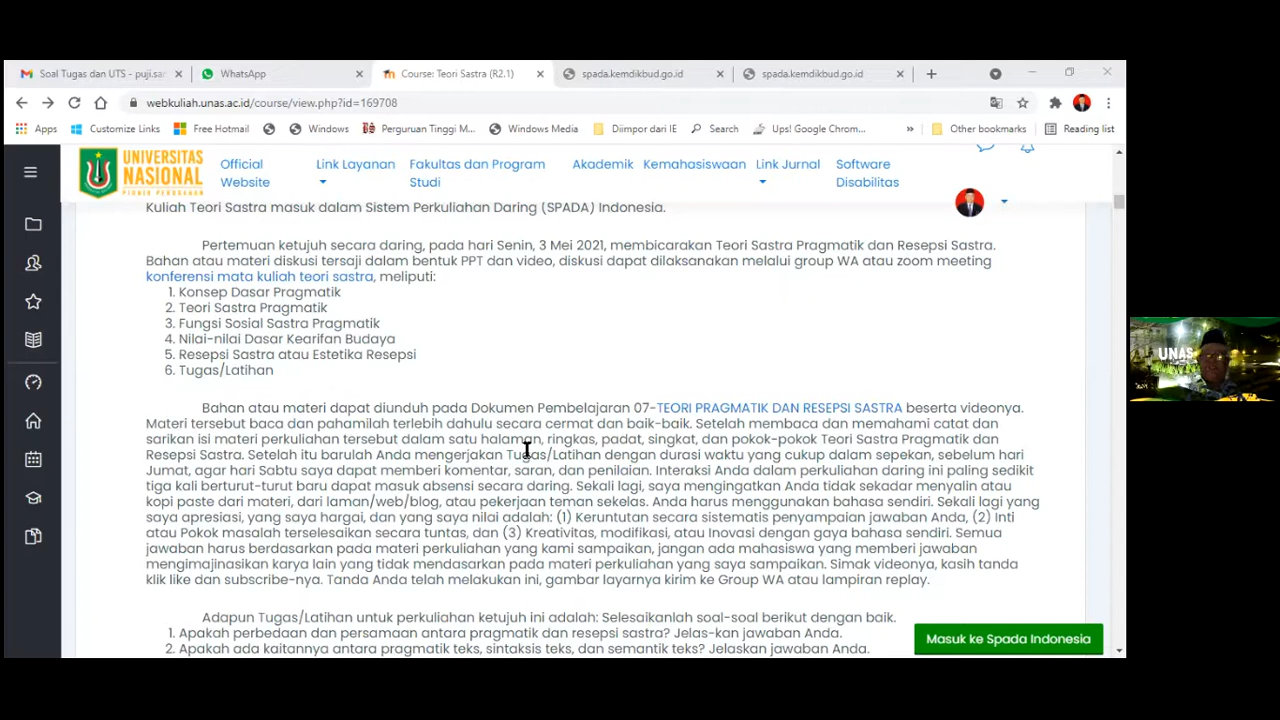 Soal Tugas dan UTS - puji.sa
WhatsApp
Course: Teori Sastra (R2.1)
spada.kemdikbud.go.id
spada.kemdikbud.go.id
webkuliah.unas.ac.id/course/view.php?id=169708
Apps Customize Links Free Hotmail Windows Perguruan Tinggi M... Windows Media Diimpor dari IE Search Ups! Google Chrom... » Other bookmarks Reading list
UNIVERSITAS
NASIONAL
PIONIR PERUBAHAN
Official Website
Link Layanan
Fakultas dan Program Studi
Akademik
Kemahasiswaan
Link Jurnal
Software Disabilitas
Kuliah Teori Sastra masuk dalam Sistem Perkuliahan Daring (SPADA) Indonesia.
Pertemuan ketujuh secara daring, pada hari Senin, 3 Mei 2021, membicarakan Teori Sastra Pragmatik dan Resepsi Sastra.
Bahan atau materi diskusi tersaji dalam bentuk PPT dan video, diskusi dapat dilaksanakan melalui group WA atau zoom meeting
konferensi mata kuliah teori sastra, meliputi:
1. Konsep Dasar Pragmatik
2. Teori Sastra Pragmatik
3. Fungsi Sosial Sastra Pragmatik
4. Nilai-nilai Dasar Kearifan Budaya
5. Resepsi Sastra atau Estetika Resepsi
6. Tugas/Latihan
Bahan atau materi dapat diunduh pada Dokumen Pembelajaran 07-TEORI PRAGMATIK DAN RESEPSI SASTRA beserta videonya.
Materi tersebut baca dan pahamilah terlebih dahulu secara cermat dan baik-baik. Setelah membaca dan memahami catat dan
sarikan isi materi perkuliahan tersebut dalam satu halaman, ringkas, padat, singkat, dan pokok-pokok Teori Sastra Pragmatik dan
Resepsi Sastra. Setelah itu barulah Anda mengerjakan Tugas/Latihan dengan durasi waktu yang cukup dalam sepekan, sebelum hari
Jumat, agar hari Sabtu saya dapat memberi komentar, saran, dan penilaian. Interaksi Anda dalam perkuliahan daring ini paling sedikit
tiga kali berturut-turut baru dapat masuk absensi secara daring. Sekali lagi, saya mengingatkan Anda tidak sekadar menyalin atau
kopi paste dari materi, dari laman/web/blog, atau pekerjaan teman sekelas. Anda harus menggunakan bahasa sendiri. Sekali lagi yang
saya apresiasi, yang saya hargai, dan yang saya nilai adalah: (1) Keruntutan secara sistematis penyampaian jawaban Anda, (2) Inti
atau Pokok masalah terselesaikan secara tuntas, dan (3) Kreativitas, modifikasi, atau Inovasi dengan gaya bahasa sendiri. Semua
jawaban harus berdasarkan pada materi perkuliahan yang kami sampaikan, jangan ada mahasiswa yang memberi jawaban
mengimajinasikan karya lain yang tidak mendasarkan pada materi perkuliahan yang saya sampaikan. Simak videonya, kasih tanda
klik like dan subscribe-nya. Tanda Anda telah melakukan ini, gambar layarnya kirim ke Group WA atau lampiran replay.
Adapun Tugas/Latihan untuk perkuliahan ketujuh ini adalah: Selesaikanlah soal-soal berikut dengan baik.
1. Apakah perbedaan dan persamaan antara pragmatik dan resepsi sastra? Jelas-kan jawaban Anda.
2. Apakah ada kaitannya antara pragmatik teks, sintaksis teks, dan semantik teks? Jelaskan jawaban Anda.
Masuk ke Spada Indonesia
UNAS